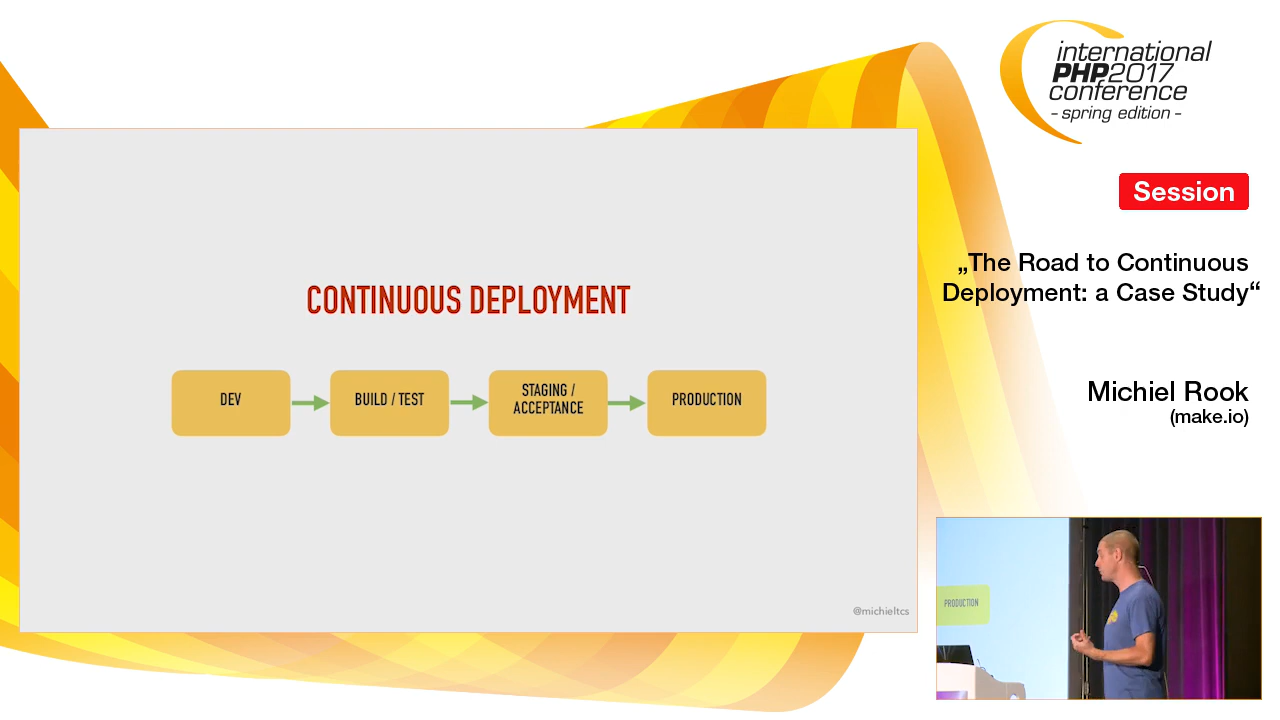 international
PHP2017
conference
- spring edition -
Session
„The Road to Continuous
Deployment: a Case Study“
Michiel Rook
(make.io)
CONTINUOUS DEPLOYMENT
DEV
BUILD / TEST
STAGING /
ACCEPTANCE
PRODUCTION
@michieltcs
PRODUCTION